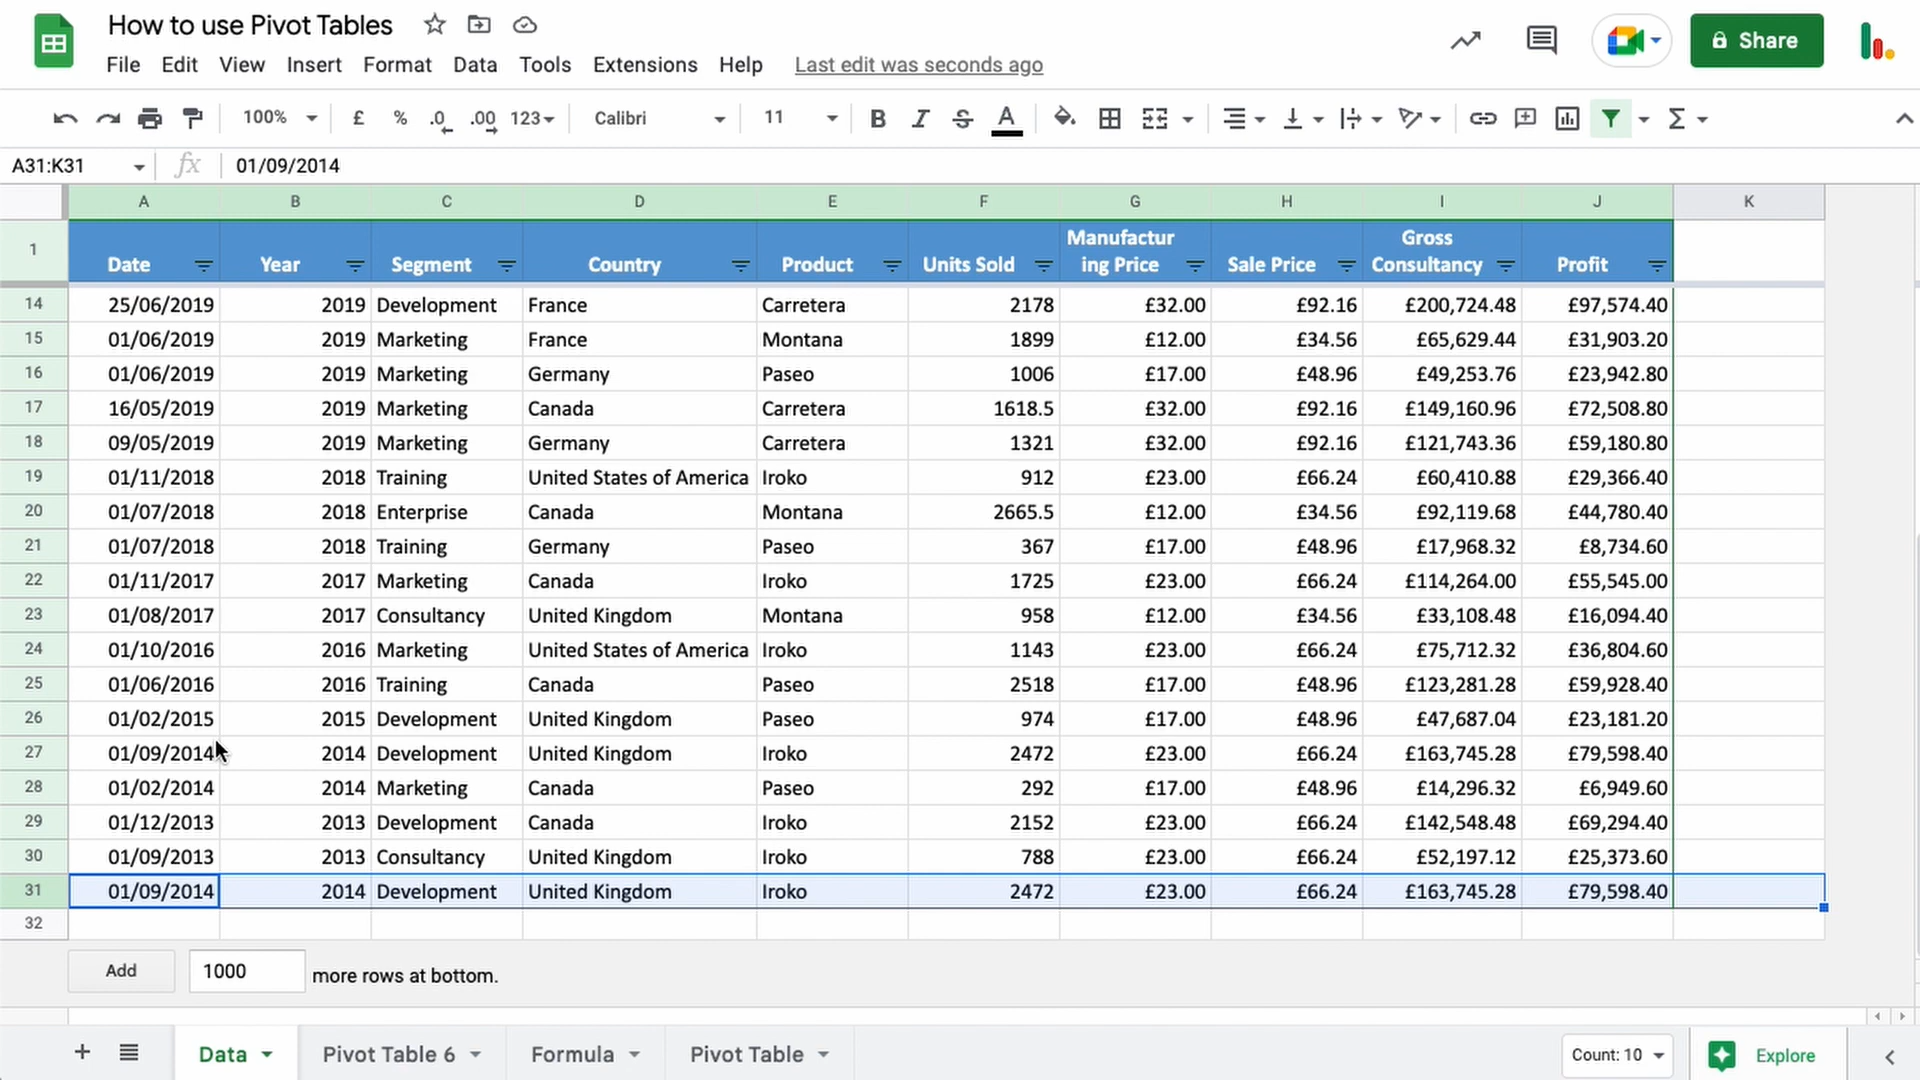 How to use Pivot Tables
File Edit View Insert Format Data Tools Extensions Help Last edit was seconds ago
Share
100% £ % .0 .00 123 Calibri 11 B I S A Σ
A31:K31 fx 01/09/2014
A B C D E F G H I J K
1 Date Year Segment Country Product Units Sold Manufactur
ing Price Sale Price Gross
Consultancy Profit
14 25/06/2019 2019 Development France Carretera 2178 £32.00 £92.16 £200,724.48 £97,574.40
15 01/06/2019 2019 Marketing France Montana 1899 £12.00 £34.56 £65,629.44 £31,903.20
16 01/06/2019 2019 Marketing Germany Paseo 1006 £17.00 £48.96 £49,253.76 £23,942.80
17 16/05/2019 2019 Marketing Canada Carretera 1618.5 £32.00 £92.16 £149,160.96 £72,508.80
18 09/05/2019 2019 Marketing Germany Carretera 1321 £32.00 £92.16 £121,743.36 £59,180.80
19 01/11/2018 2018 Training United States of America Iroko 912 £23.00 £66.24 £60,410.88 £29,366.40
20 01/07/2018 2018 Enterprise Canada Montana 2665.5 £12.00 £34.56 £92,119.68 £44,780.40
21 01/07/2018 2018 Training Germany Paseo 367 £17.00 £48.96 £17,968.32 £8,734.60
22 01/11/2017 2017 Marketing Canada Iroko 1725 £23.00 £66.24 £114,264.00 £55,545.00
23 01/08/2017 2017 Consultancy United Kingdom Montana 958 £12.00 £34.56 £33,108.48 £16,094.40
24 01/10/2016 2016 Marketing United States of America Iroko 1143 £23.00 £66.24 £75,712.32 £36,804.60
25 01/06/2016 2016 Training Canada Paseo 2518 £17.00 £48.96 £123,281.28 £59,928.40
26 01/02/2015 2015 Development United Kingdom Paseo 974 £17.00 £48.96 £47,687.04 £23,181.20
27 01/09/2014 2014 Development United Kingdom Iroko 2472 £23.00 £66.24 £163,745.28 £79,598.40
28 01/02/2014 2014 Marketing Canada Paseo 292 £17.00 £48.96 £14,296.32 £6,949.60
29 01/12/2013 2013 Development Canada Iroko 2152 £23.00 £66.24 £142,548.48 £69,294.40
30 01/09/2013 2013 Consultancy United Kingdom Iroko 788 £23.00 £66.24 £52,197.12 £25,373.60
31 01/09/2014 2014 Development United Kingdom Iroko 2472 £23.00 £66.24 £163,745.28 £79,598.40
32
Add 1000 more rows at bottom.
Data Pivot Table 6 Formula Pivot Table Count: 10 Explore